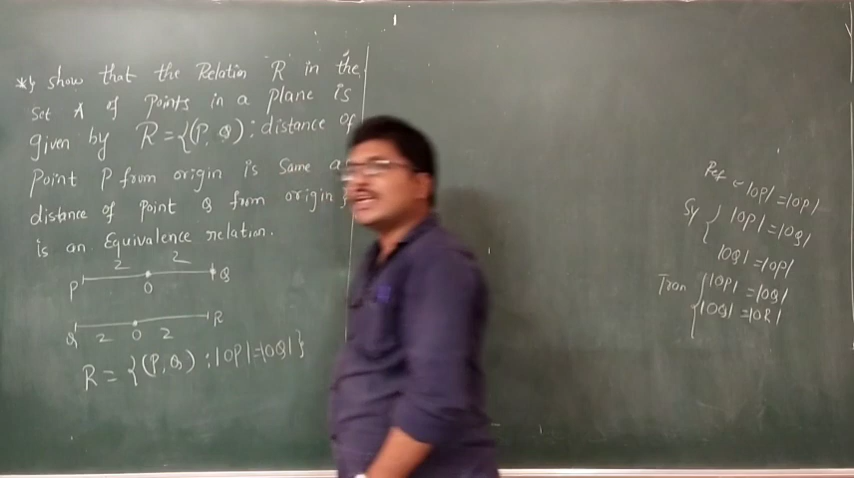 *) show that the Relation R in the
set A of Points in a plane is
given by R = {(P, Q) : distance of
Point P from origin is same a
distance of Point Q from origin
is an Equivalence relation.
2 2
P O Q
Q 2 O 2 R
R = {(P, Q) : |OP|=|OQ|}
Ref |OP| = |OP|
Sy { |OP| = |OQ|
|OQ| = |OP|
Tran { |OP| = |OQ|
|OQ| = |OR|